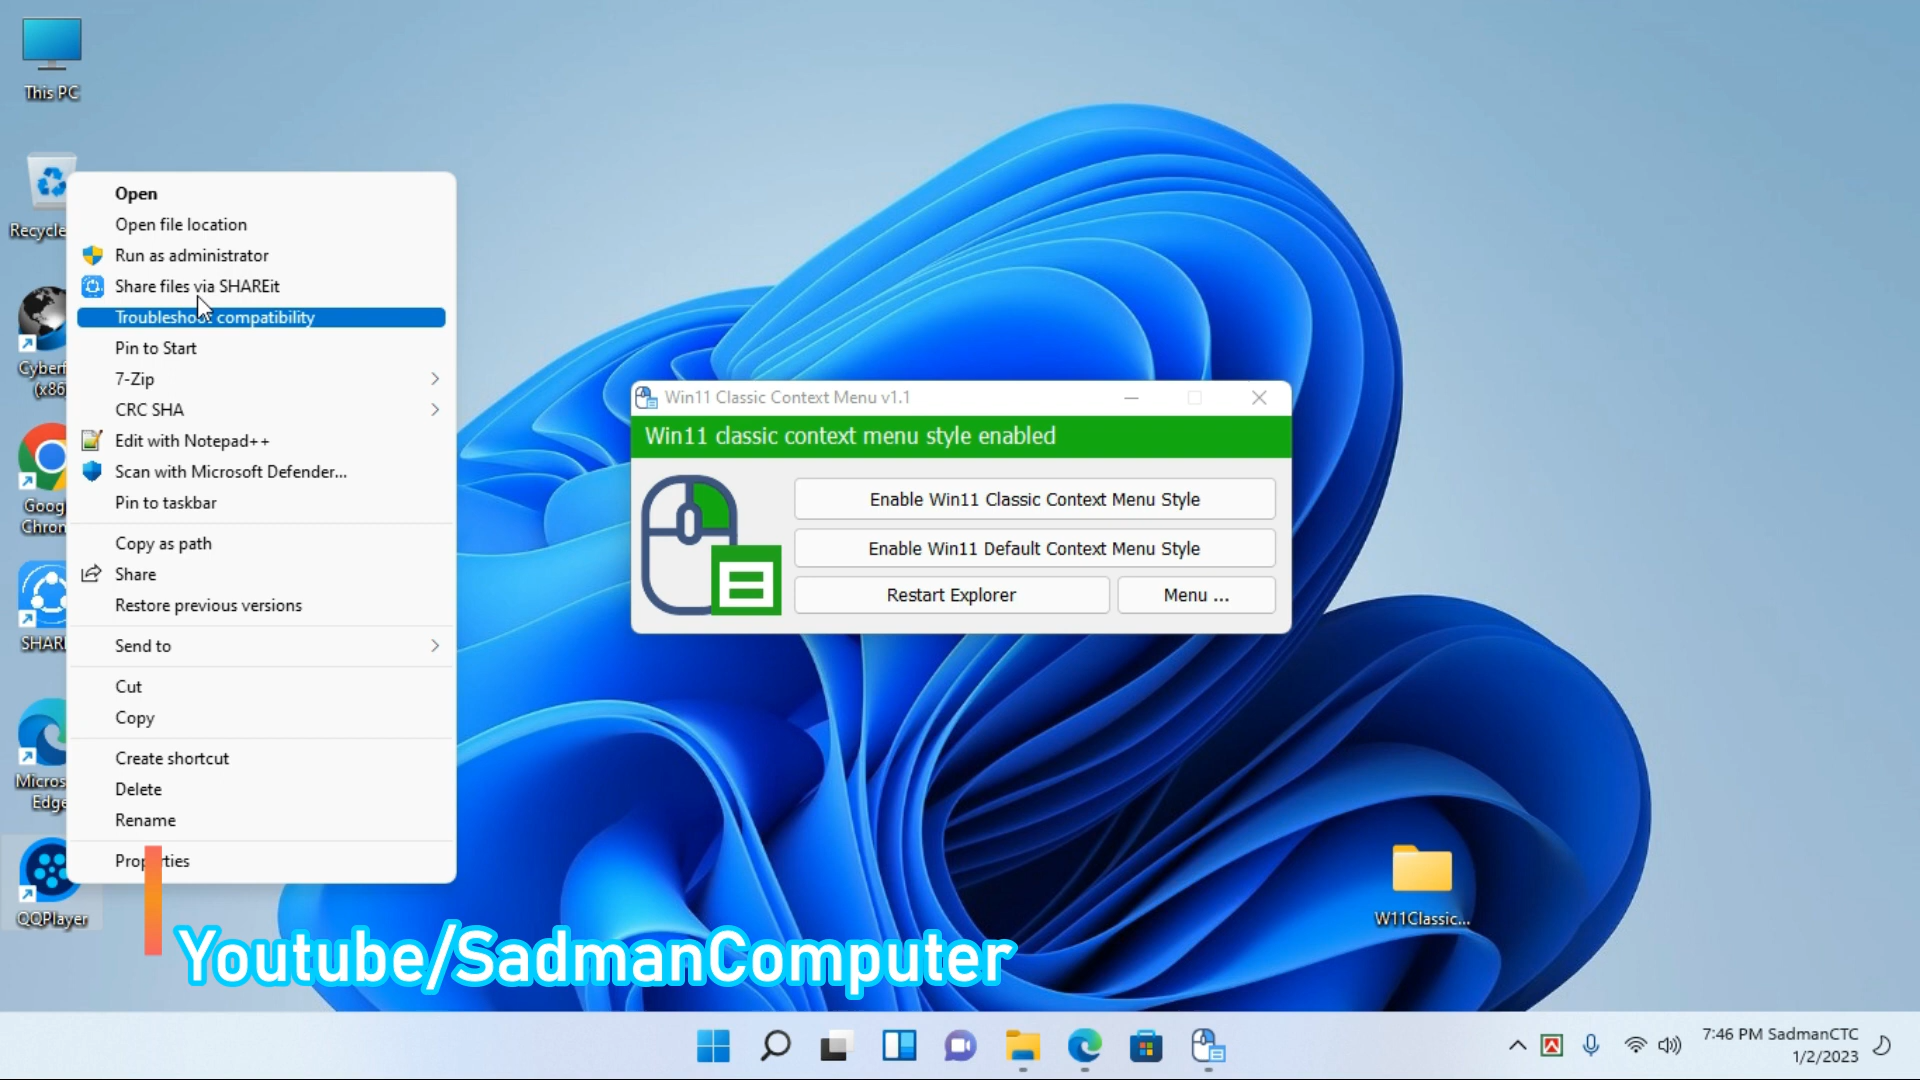 This PC
Recycle
Cyberf
(x86)
Goog
Chron
SHARE
Micros
Edge
QQPlayer
Open
Open file location
Run as administrator
Share files via SHAREit
Troubleshoot compatibility
Pin to Start
7-Zip
CRC SHA
Edit with Notepad++
Scan with Microsoft Defender...
Pin to taskbar
Copy as path
Share
Restore previous versions
Send to
Cut
Copy
Create shortcut
Delete
Rename
Properties
Win11 Classic Context Menu v1.1
Win11 classic context menu style enabled
Enable Win11 Classic Context Menu Style
Enable Win11 Default Context Menu Style
Restart Explorer
Menu ...
W11Classic...
Youtube/SadmanComputer
7:46 PM SadmanCTC
1/2/2023